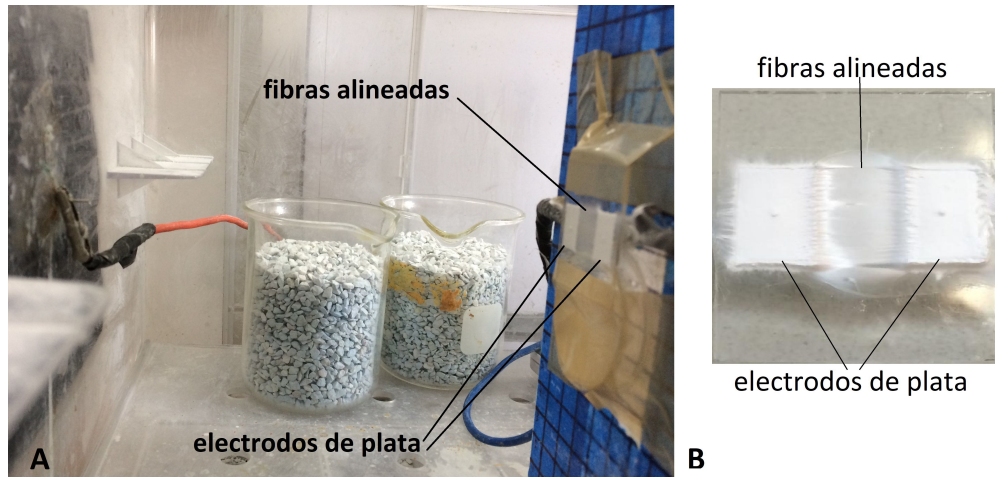 fibras alineadas
electrodos de plata
A
fibras alineadas
electrodos de plata
B